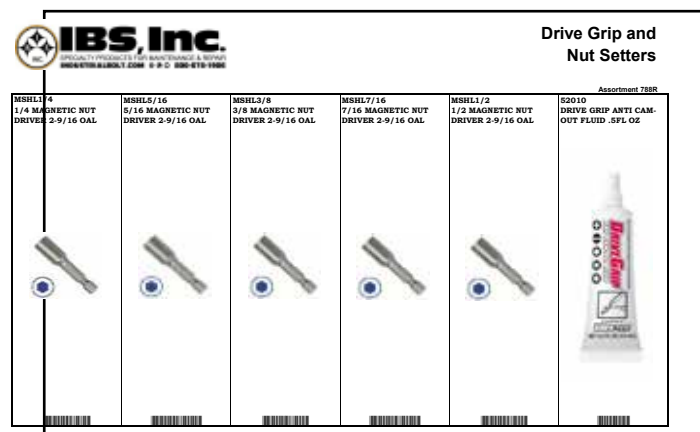 IBS, Inc.
INC.
SPECIALTY PRODUCTS FOR MAINTENANCE & REPAIR
Drive Grip and
Nut Setters
Assortment 788R
MSHL1/4
1/4 MAGNETIC NUT
DRIVER 2-9/16 OAL
MSHL5/16
5/16 MAGNETIC NUT
DRIVER 2-9/16 OAL
MSHL3/8
3/8 MAGNETIC NUT
DRIVER 2-9/16 OAL
MSHL7/16
7/16 MAGNETIC NUT
DRIVER 2-9/16 OAL
MSHL1/2
1/2 MAGNETIC NUT
DRIVER 2-9/16 OAL
52010
DRIVE GRIP ANTI CAM-
OUT FLUID .5FL OZ
DRIVEGRIP